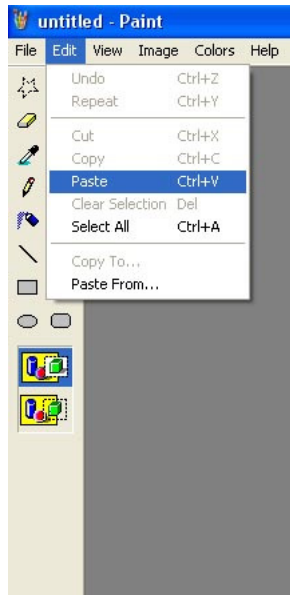 untitled - Paint
File Edit View Image Colors Help
Undo Ctrl+Z
Repeat Ctrl+Y
Cut Ctrl+X
Copy Ctrl+C
Paste Ctrl+V
Clear Selection Del
Select All Ctrl+A
Copy To...
Paste From...